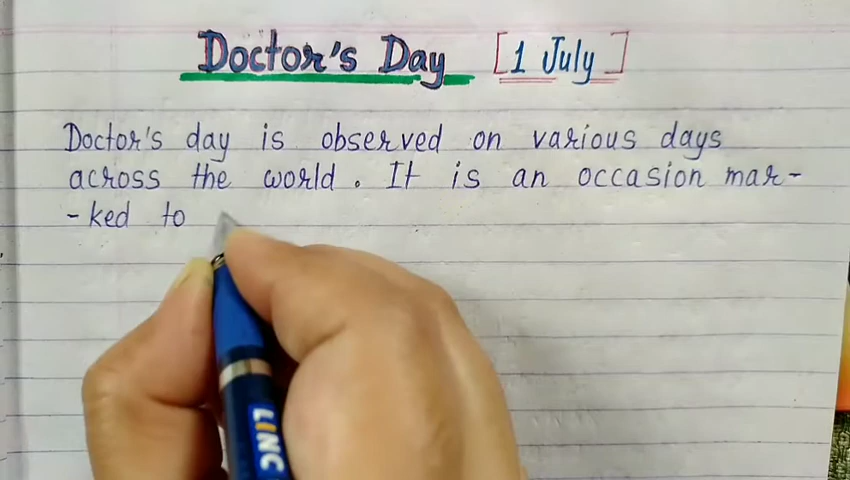 Doctor's Day [1 July]
Doctor's day is observed on various days
across the world. It is an occasion mar-
-ked to
LINC